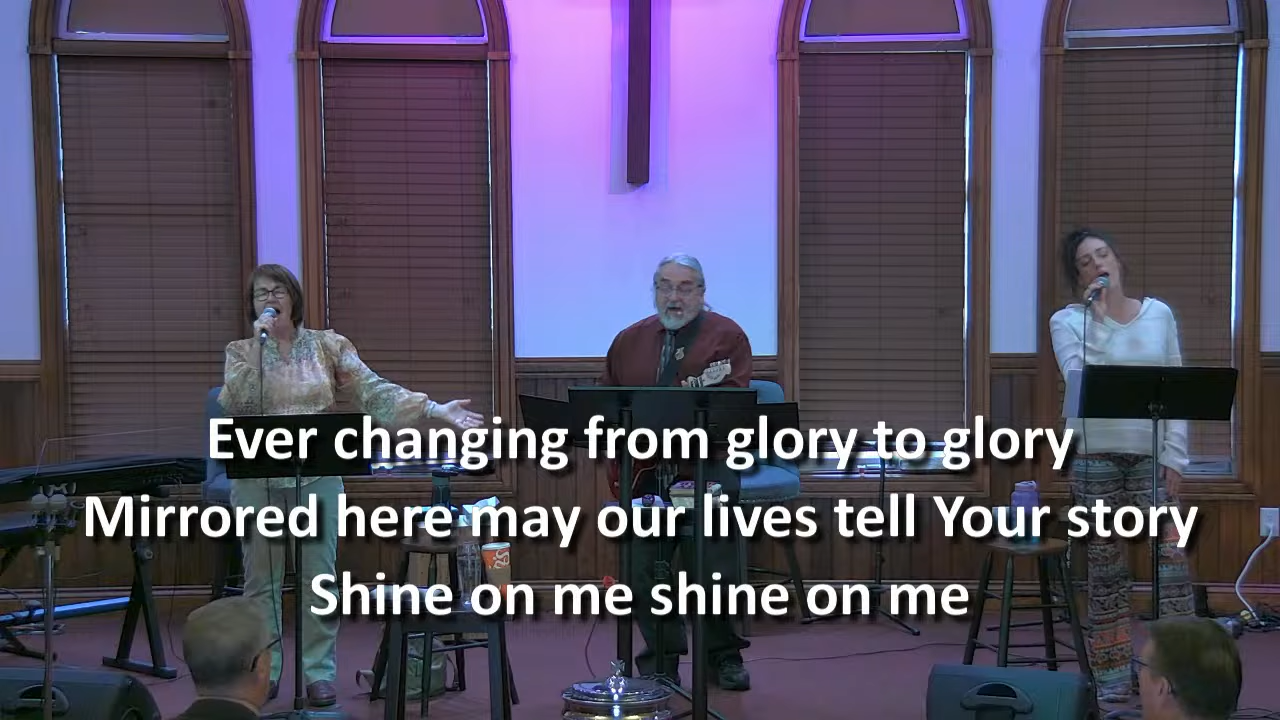 Ever changing from glory to glory
Mirrored here may our lives tell Your story
Shine on me shine on me